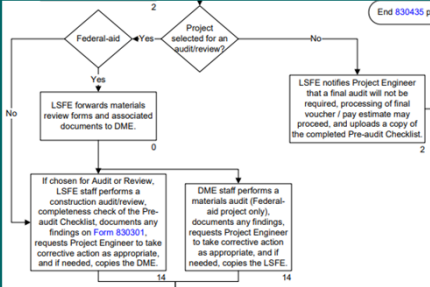 2
End 830435 p
Project
selected for an
audit/review?
Federal-aid
Yes
No
Yes
No
LSFE forwards materials
review forms and associated
documents to DME.
0
LSFE notifies Project Engineer
that a final audit will not be
required, processing of final
voucher / pay estimate may
proceed, and uploads a copy of
the completed Pre-audit Checklist.
2
If chosen for Audit or Review,
LSFE staff performs a
construction audit/review,
completeness check of the Pre-
audit Checklist, documents any
findings on Form 830301,
requests Project Engineer to take
corrective action as appropriate,
and if needed, copies the DME.
14
DME staff performs a
materials audit (Federal-
aid project only),
documents any findings,
requests Project Engineer
to take corrective action
as appropriate, and if
needed, copies the LSFE.
14